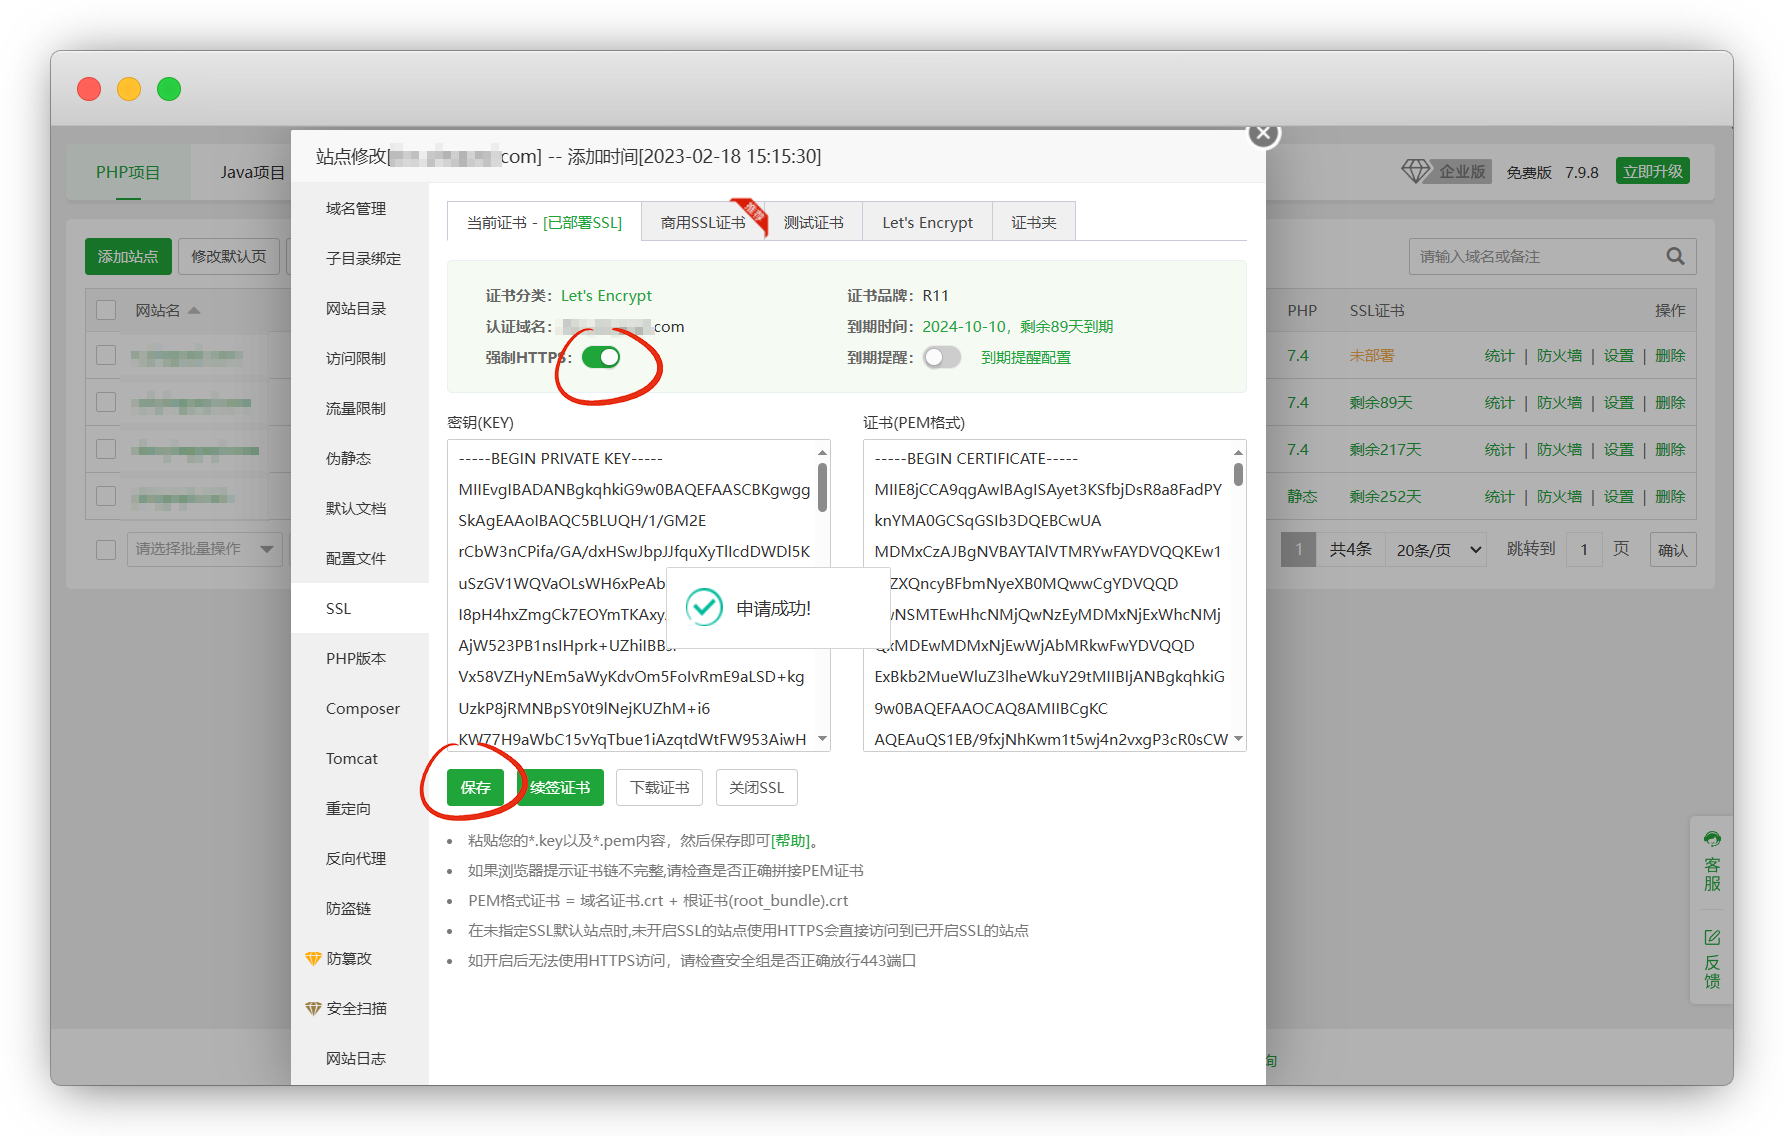 PHP项目
Java项目
企业版
免费版
7.9.8
立即升级
添加站点
修改默认页
请输入域名或备注
网站名
PHP
SSL证书
操作
7.4
未部署
统计 | 防火墙 | 设置 | 删除
7.4
剩余89天
统计 | 防火墙 | 设置 | 删除
7.4
剩余217天
统计 | 防火墙 | 设置 | 删除
静态
剩余252天
统计 | 防火墙 | 设置 | 删除
请选择批量操作
1
共4条
20条/页
跳转到
1
页
确认
站点修改[
com] -- 添加时间[2023-02-18 15:15:30]
域名管理
子目录绑定
网站目录
访问限制
流量限制
伪静态
默认文档
配置文件
SSL
PHP版本
Composer
Tomcat
重定向
反向代理
防盗链
防篡改
安全扫描
网站日志
当前证书 - [已部署SSL]
商用SSL证书
推荐
测试证书
Let's Encrypt
证书夹
证书分类： Let's Encrypt
证书品牌： R11
认证域名：
com
到期时间： 2024-10-10，剩余89天到期
强制HTTPS：
到期提醒：
到期提醒配置
密钥(KEY)
-----BEGIN PRIVATE KEY-----
MIIEvgIBADANBgkqhkiG9w0BAQEFAASCBKgwgg
SkAgEAAoIBAQC5BLUQH/1/GM2E
rCbW3nCPifa/GA/dxHSwJbpJJfquXyTlIcdDWDl5K
uSzGV1WQVaOLsWH6xPeAb
I8pH4hxZmgCk7EOYmTKAxy
AjW523PB1nsIHprk+UZhiIBB
Vx58VZHyNEm5aWyKdvOm5FoIvRmE9aLSD+kg
UzkP8jRMNBpSY0t9lNejKUZhM+i6
KW77H9aWbC15vYqTbue1iAzqtdWtFW953AiwH
证书(PEM格式)
-----BEGIN CERTIFICATE-----
MIIE8jCCA9qgAwIBAgISAyet3KSfbjDsR8a8FadPY
knYMA0GCSqGSIb3DQEBCwUA
MDMxCzAJBgNVBAYTAlVTMRYwFAYDVQQKEw1
ZXQncyBFbmNyeXB0MQwwCgYDVQQD
wNSMTEwHhcNMjQwNzEyMDMxNjExWhcNMj
QxMDEwMDMxNjEwWjAbMRkwFwYDVQQD
ExBkb2MueWluZ3lheWkuY29tMIIBIjANBgkqhkiG
9w0BAQEFAAOCAQ8AMIIBCgKC
AQEAuQS1EB/9fxjNhKwm1t5wj4n2vxgP3cR0sCW
申请成功!
保存
续签证书
下载证书
关闭SSL
粘贴您的*.key以及*.pem内容，然后保存即可[帮助]。
如果浏览器提示证书链不完整,请检查是否正确拼接PEM证书
PEM格式证书 = 域名证书.crt + 根证书(root_bundle).crt
在未指定SSL默认站点时,未开启SSL的站点使用HTTPS会直接访问到已开启SSL的站点
如开启后无法使用HTTPS访问，请检查安全组是否正确放行443端口
客服
反馈
询